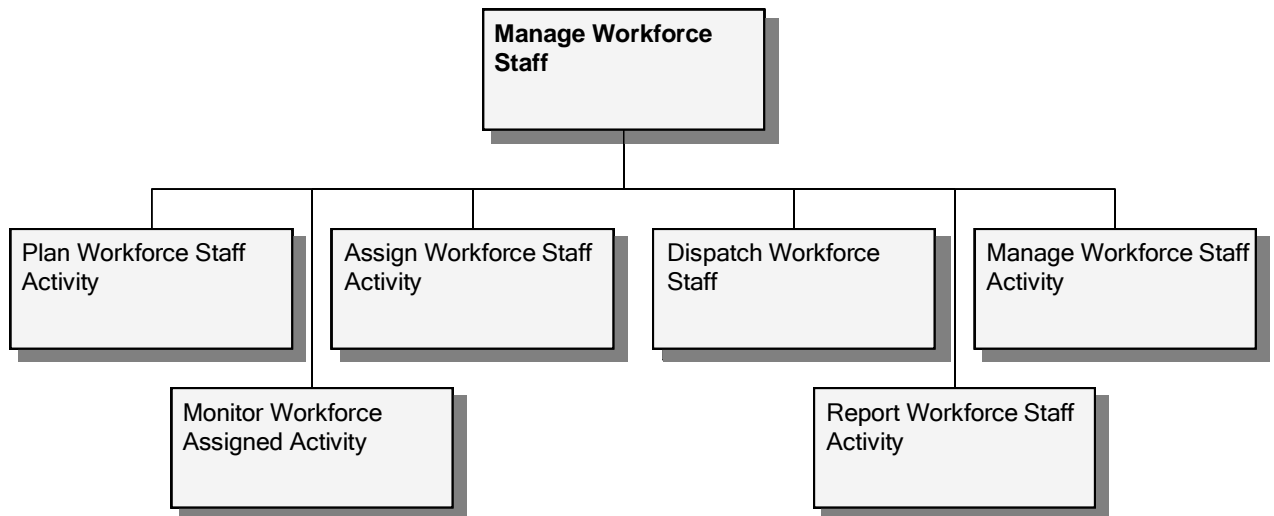 Manage Workforce
Staff
Plan Workforce Staff
Activity
Assign Workforce Staff
Activity
Dispatch Workforce
Staff
Manage Workforce Staff
Activity
Monitor Workforce
Assigned Activity
Report Workforce Staff
Activity